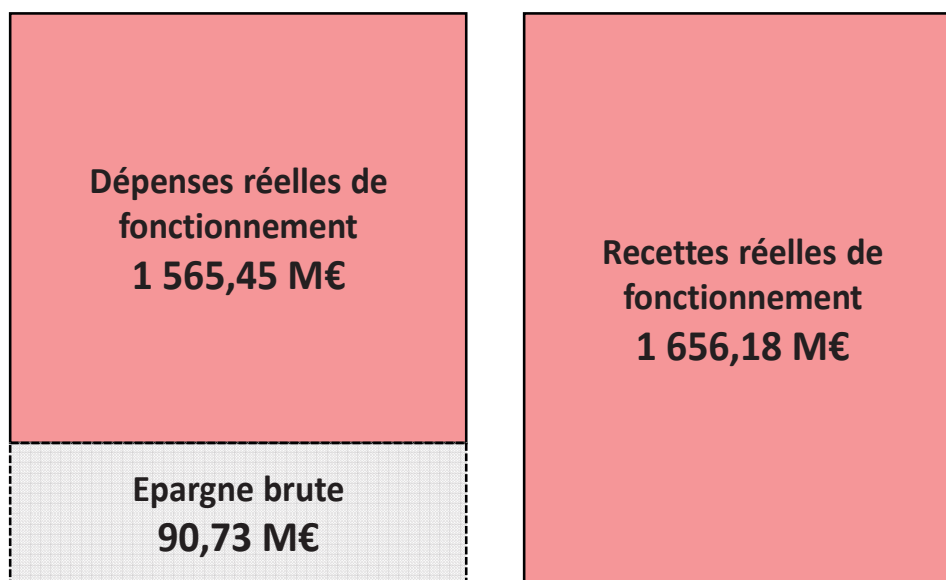 Dépenses réelles de
fonctionnement
1 565,45 M€
Epargne brute
90,73 M€
Recettes réelles de
fonctionnement
1 656,18 M€